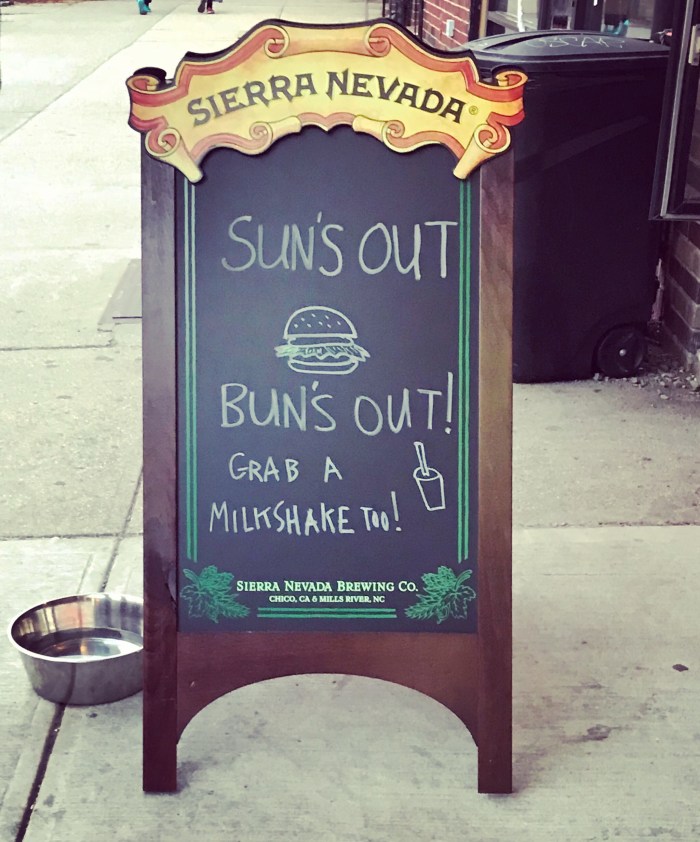 SIERRA NEVADA®
SUN'S OUT
BUN'S OUT!
GRAB A
MILKSHAKE TOO!
SIERRA NEVADA BREWING CO.
CHICO, CA & MILLS RIVER, NC